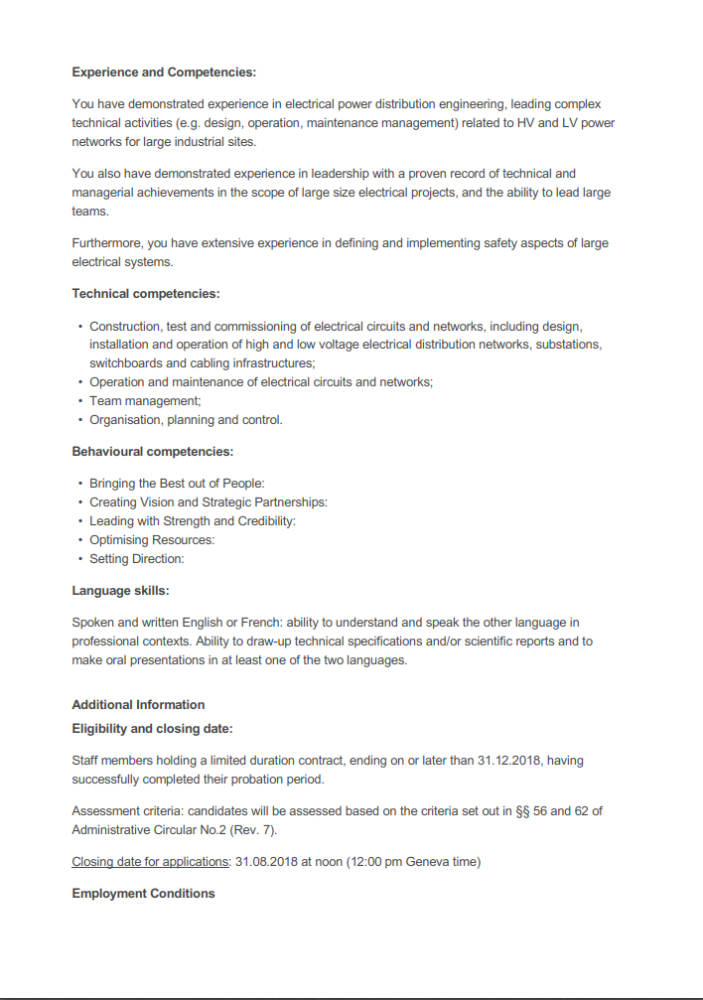 Experience and Competencies:
You have demonstrated experience in electrical power distribution engineering, leading complex
technical activities (e.g. design, operation, maintenance management) related to HV and LV power
networks for large industrial sites.
You also have demonstrated experience in leadership with a proven record of technical and
managerial achievements in the scope of large size electrical projects, and the ability to lead large
teams.
Furthermore, you have extensive experience in defining and implementing safety aspects of large
electrical systems.
Technical competencies:
• Construction, test and commissioning of electrical circuits and networks, including design,
installation and operation of high and low voltage electrical distribution networks, substations,
switchboards and cabling infrastructures;
• Operation and maintenance of electrical circuits and networks;
• Team management;
• Organisation, planning and control.
Behavioural competencies:
• Bringing the Best out of People:
• Creating Vision and Strategic Partnerships:
• Leading with Strength and Credibility:
• Optimising Resources:
• Setting Direction:
Language skills:
Spoken and written English or French: ability to understand and speak the other language in
professional contexts. Ability to draw-up technical specifications and/or scientific reports and to
make oral presentations in at least one of the two languages.
Additional Information
Eligibility and closing date:
Staff members holding a limited duration contract, ending on or later than 31.12.2018, having
successfully completed their probation period.
Assessment criteria: candidates will be assessed based on the criteria set out in §§ 56 and 62 of
Administrative Circular No.2 (Rev. 7).
Closing date for applications: 31.08.2018 at noon (12:00 pm Geneva time)
Employment Conditions